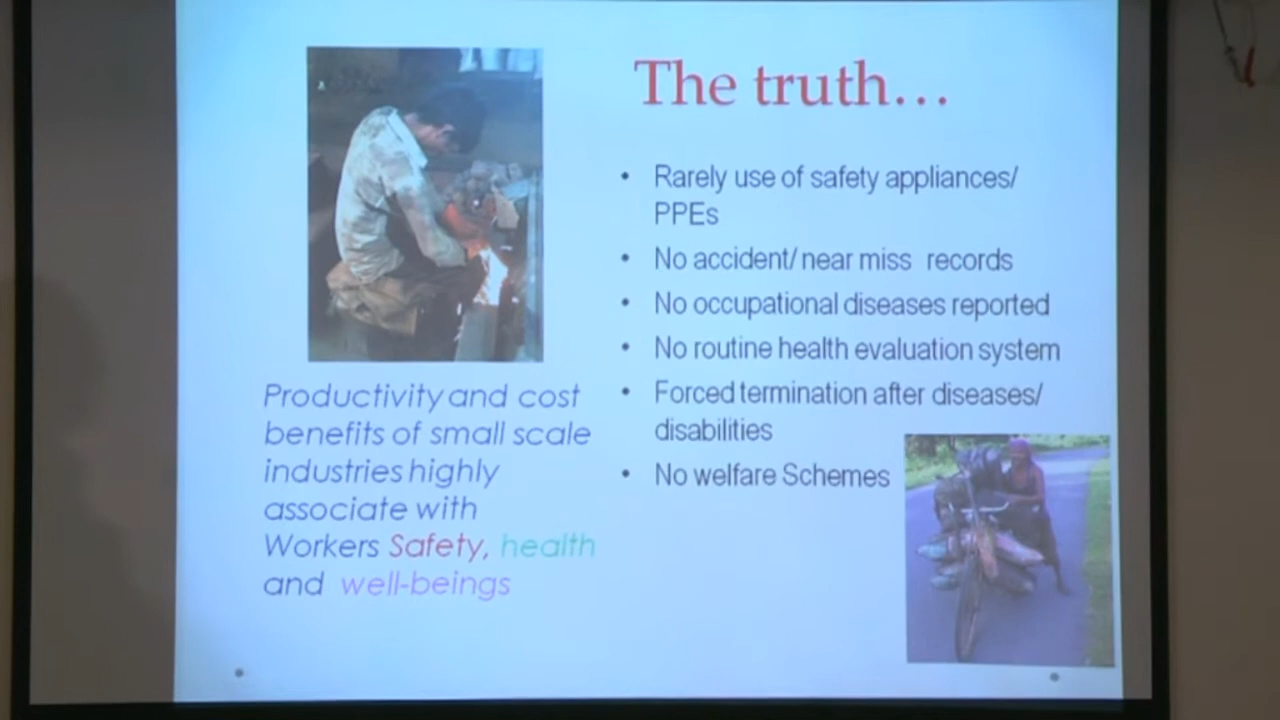 The truth...
Rarely use of safety appliances/
PPEs
No accident/ near miss records
No occupational diseases reported
No routine health evaluation system
Forced termination after diseases/
disabilities
No welfare Schemes
Productivity and cost
benefits of small scale
industries highly
associate with
Workers Safety, health
and well-beings